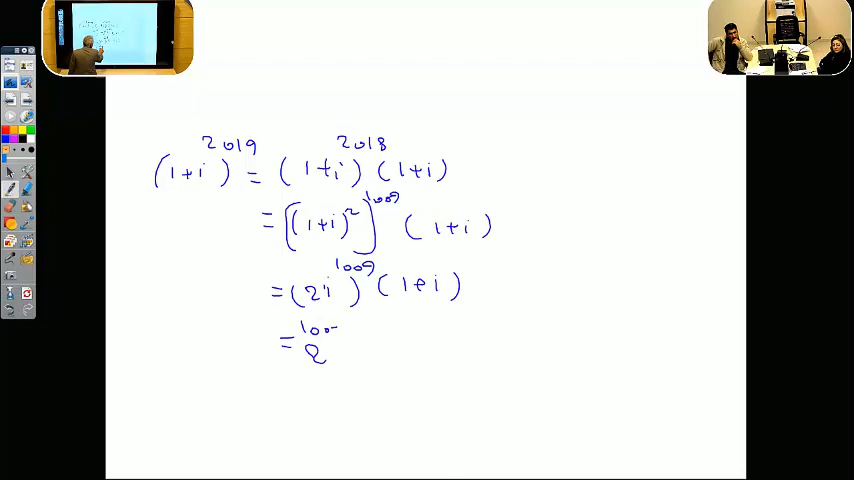 (1+i)^2019 = (1+i)^2018 (1+i)
= [(1+i)^2]^1009 (1+i)
= (2i)^1009 (1+i)
= 2^100